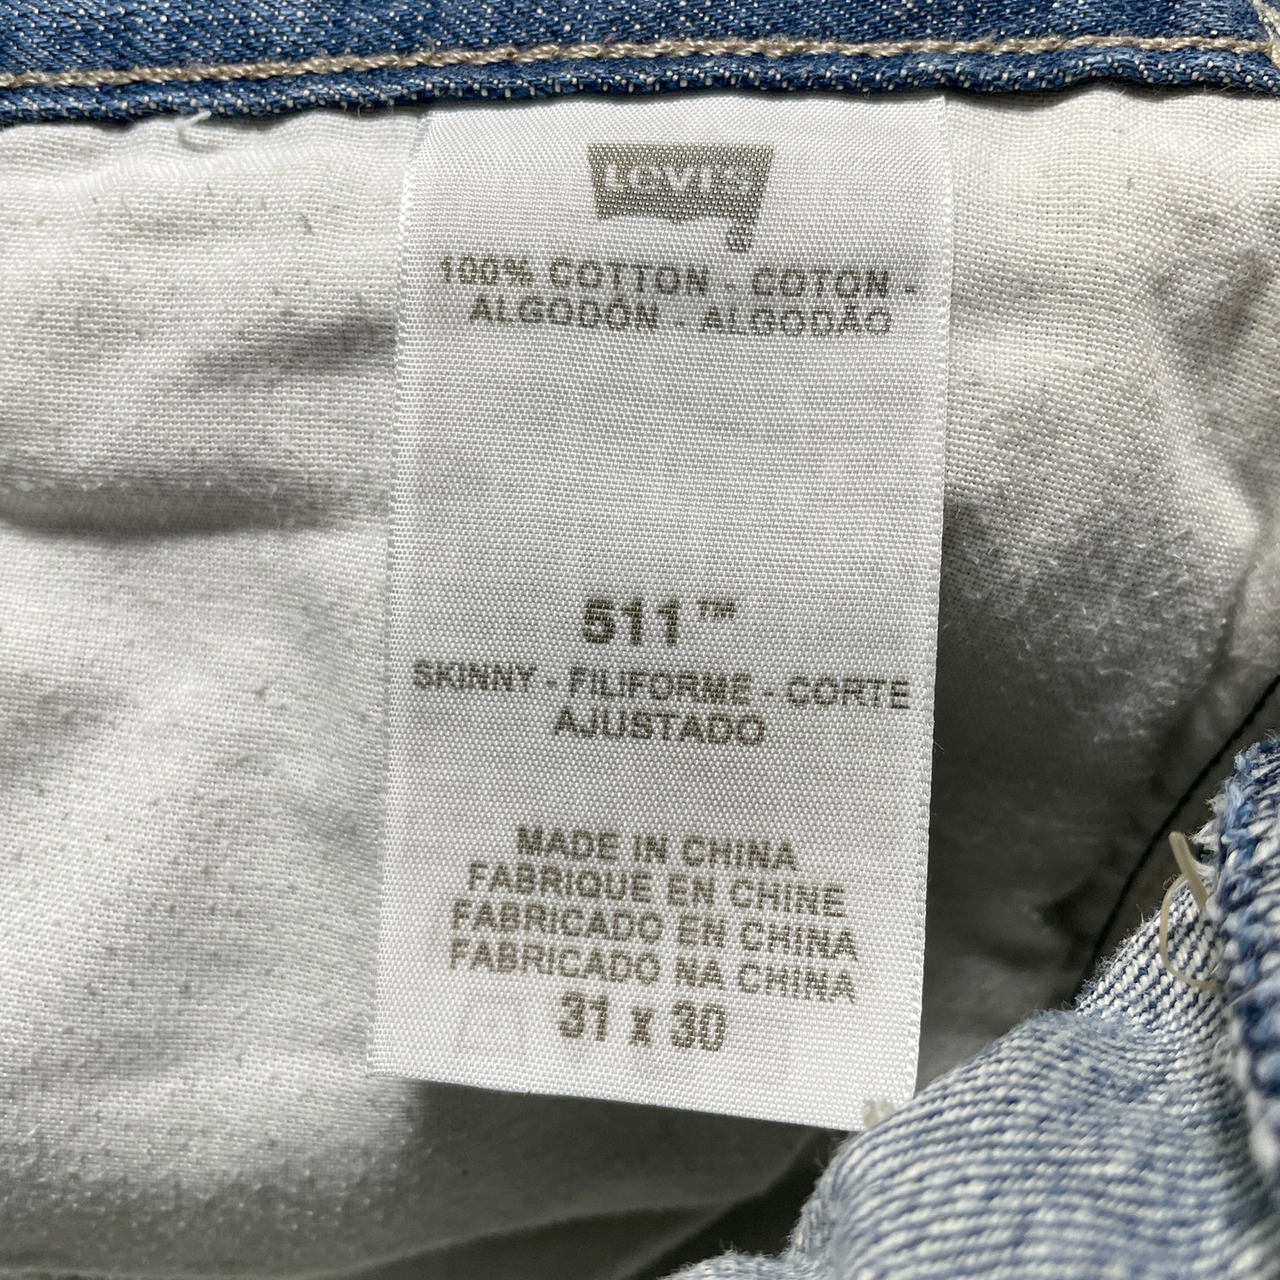 Levi's
®
100% COTTON - COTON -
ALGODÓN - ALGODÃO
511™
SKINNY - FILIFORME - CORTE
AJUSTADO
MADE IN CHINA
FABRIQUE EN CHINE
FABRICADO EN CHINA
FABRICADO NA CHINA
31 x 30